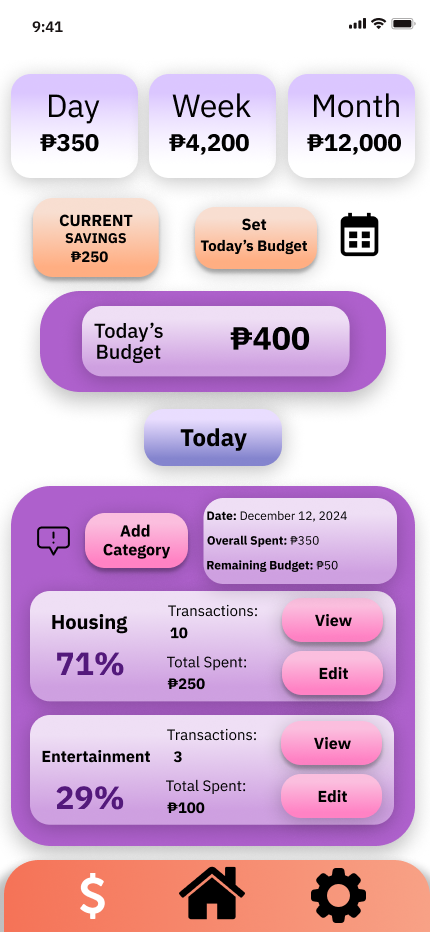 9:41
Day
₱350
Week
₱4,200
Month
₱12,000
CURRENT
SAVINGS
₱250
Set
Today's Budget
Today's
Budget
₱400
Today
!
Add
Category
Date: December 12, 2024
Overall Spent: ₱350
Remaining Budget: ₱50
Housing
71%
Transactions:
10
Total Spent:
₱250
View
Edit
Entertainment
29%
Transactions:
3
Total Spent:
₱100
View
Edit
$